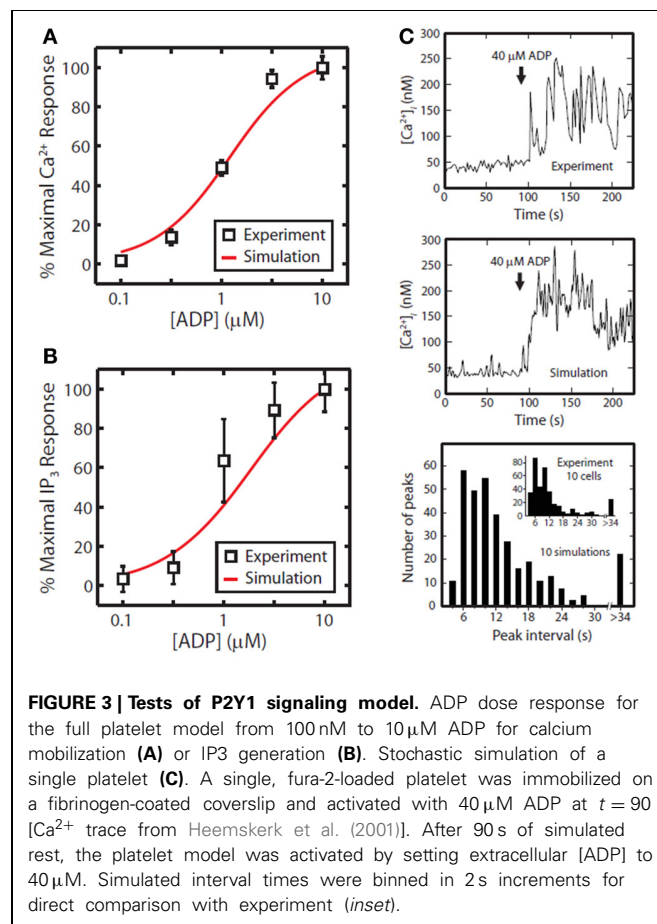 A
% Maximal Ca2+ Response
100
80
60
40
20
0
Experiment
Simulation
0.1
1
10
[ADP] (μM)
B
% Maximal IP3 Response
100
80
60
40
20
0
Experiment
Simulation
0.1
1
10
[ADP] (μM)
C
[Ca2+]i (nM)
300
250
200
150
100
50
0
40 μM ADP
Experiment
0
50
100
150
200
Time (s)
[Ca2+]i (nM)
300
250
200
150
100
50
0
40 μM ADP
Simulation
0
50
100
150
200
Time (s)
Number of peaks
60
50
40
30
20
10
0
80
60
40
20
0
Experiment
10 cells
6
12
18
24
30
>34
10 simulations
6
12
18
24
30
>34
Peak interval (s)
FIGURE 3 | Tests of P2Y1 signaling model. ADP dose response for
the full platelet model from 100 nM to 10 μM ADP for calcium
mobilization (A) or IP3 generation (B). Stochastic simulation of a
single platelet (C). A single, fura-2-loaded platelet was immobilized on
a fibrinogen-coated coverslip and activated with 40 μM ADP at t = 90
[Ca2+ trace from Heemskerk et al. (2001)]. After 90 s of simulated
rest, the platelet model was activated by setting extracellular [ADP] to
40 μM. Simulated interval times were binned in 2 s increments for
direct comparison with experiment (inset).